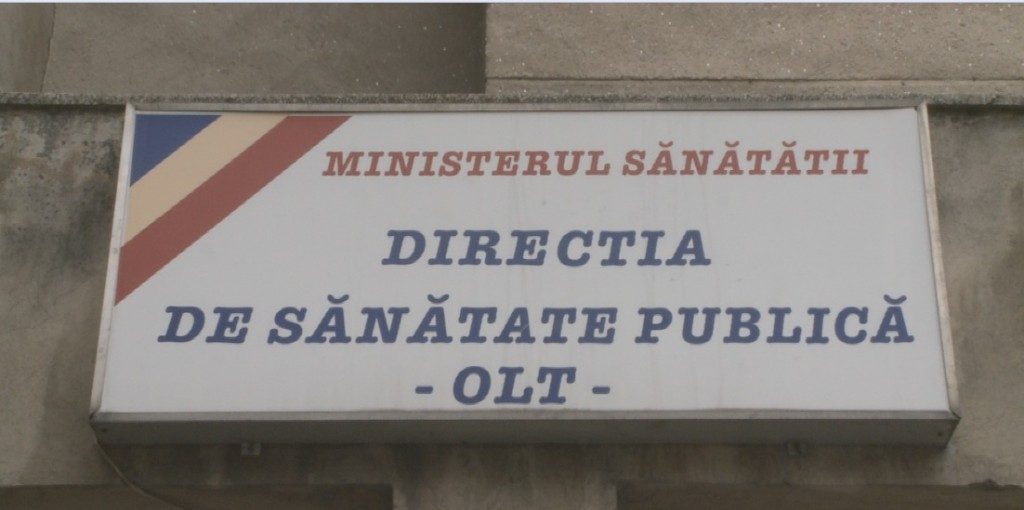 MINISTERUL SĂNĂTĂTII
DIRECTIA
DE SĂNĂTATE PUBLICĂ
- OLT -